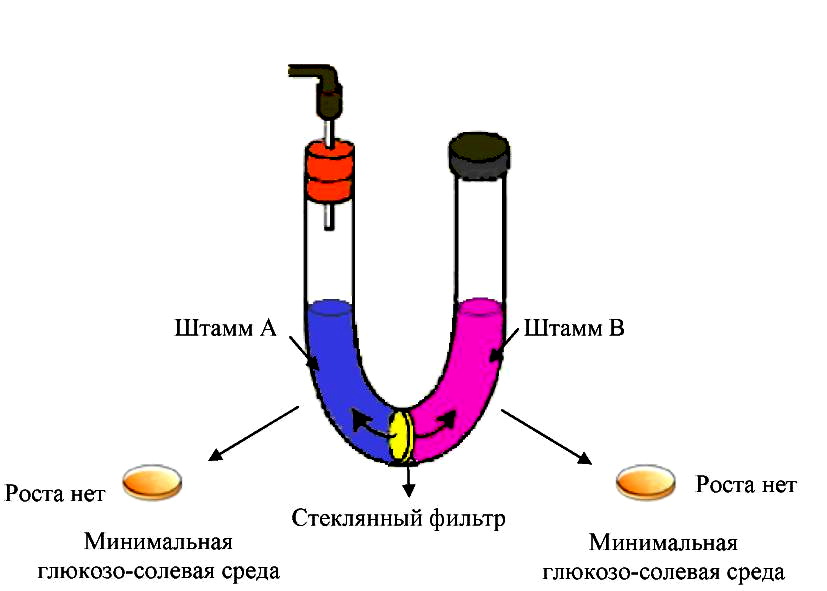 Штамм А
Штамм В
Роста нет
Роста нет
Стеклянный фильтр
Минимальная
глюкозо-солевая среда
Минимальная
глюкозо-солевая среда